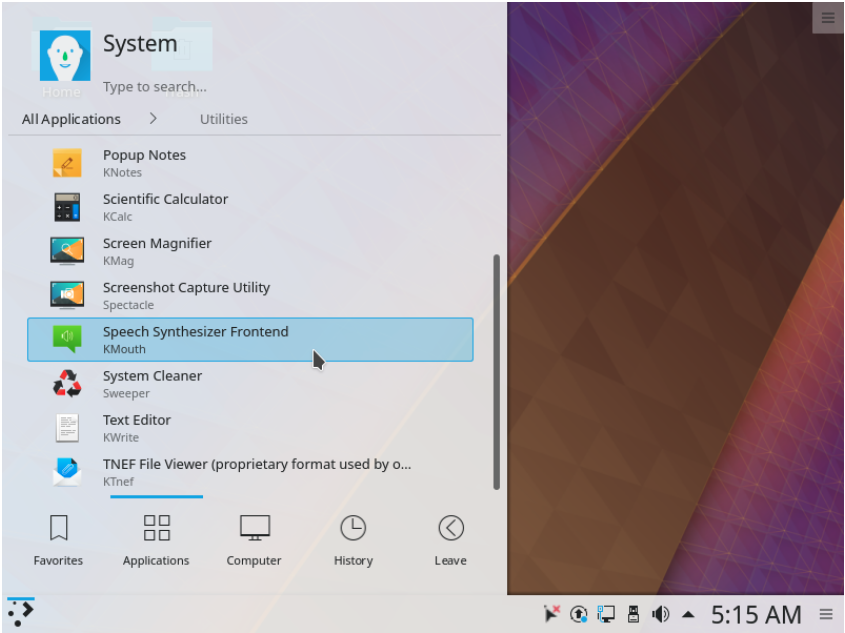 System
Type to search...
Home
Trash
All Applications
Utilities
Popup Notes
KNotes
Scientific Calculator
KCalc
Screen Magnifier
KMag
Screenshot Capture Utility
Spectacle
Speech Synthesizer Frontend
KMouth
System Cleaner
Sweeper
Text Editor
KWrite
TNEF File Viewer (proprietary format used by o...
KTnef
Favorites Applications Computer History Leave
5:15 AM